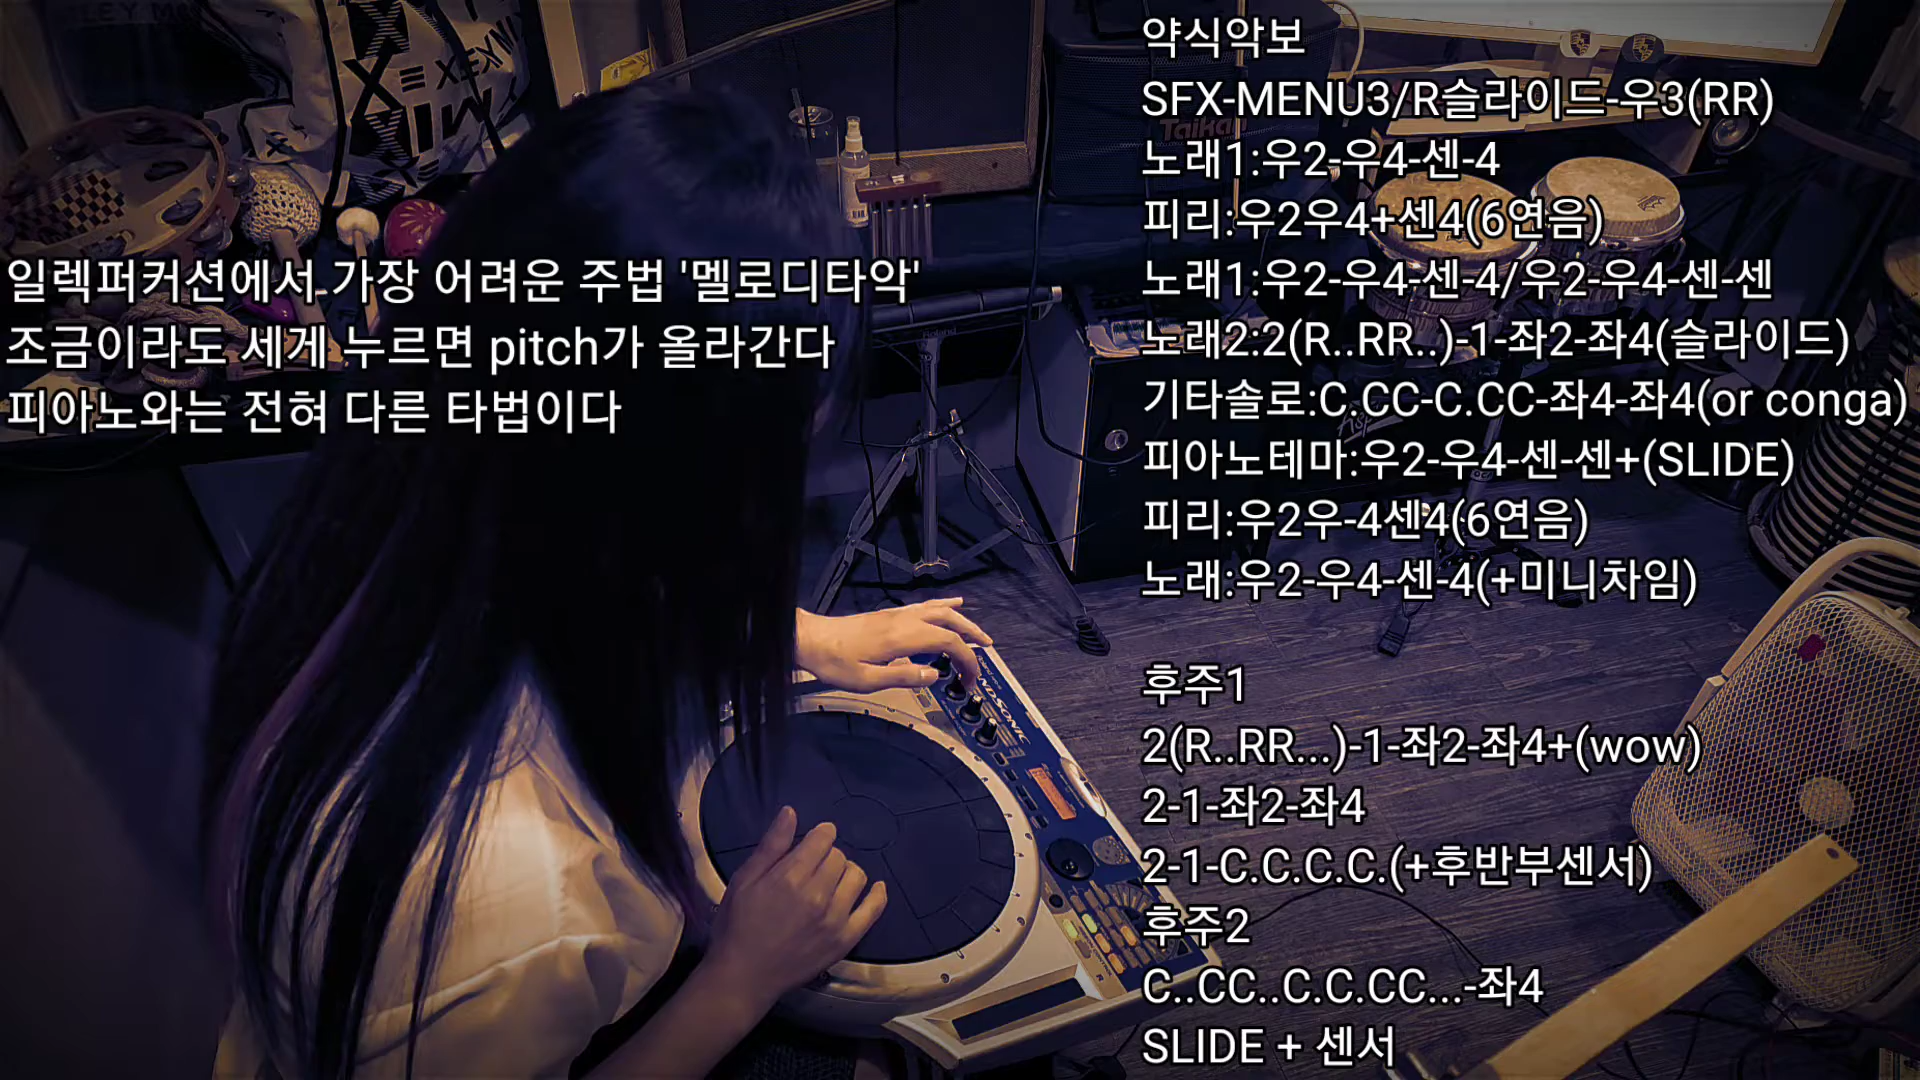 일렉퍼커션에서 가장 어려운 주법 '멜로디타악'
조금이라도 세게 누르면 pitch가 올라간다
피아노와는 전혀 다른 타법이다
약식악보
SFX-MENU3/R슬라이드-우3(RR)
노래1:우2-우4-센-4
피리:우2우4+센4(6연음)
노래1:우2-우4-센-4/우2-우4-센-센
노래2:2(R..RR..)-1-좌2-좌4(슬라이드)
기타솔로:C.CC-C.CC-좌4-좌4(or conga)
피아노테마:우2-우4-센-센+(SLIDE)
피리:우2우-4센4(6연음)
노래:우2-우4-센-4(+미니차임)
후주1
2(R..RR...)-1-좌2-좌4+(wow)
2-1-좌2-좌4
2-1-C.C.C.C.(+후반부센서)
후주2
C..CC..C.C.CC...-좌4
SLIDE + 센서
Taikan
Roland
HANDSONIC